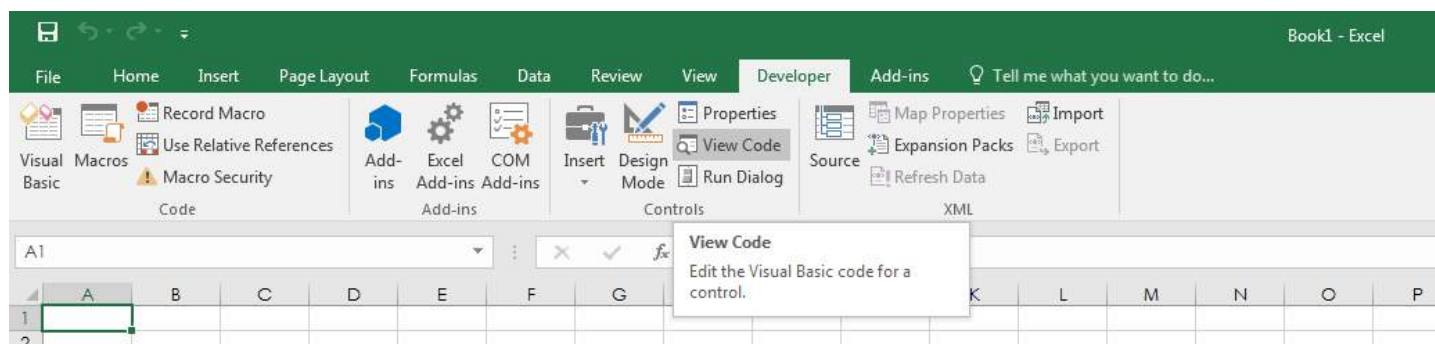 Book1 - Excel
File Home Insert Page Layout Formulas Data Review View Developer Add-ins Tell me what you want to do...
Visual Basic
Macros
Record Macro
Use Relative References
Macro Security
Code
Add-ins
Excel Add-ins
COM Add-ins
Add-ins
Insert
Design Mode
Properties
View Code
Run Dialog
Controls
Source
Map Properties
Expansion Packs
Refresh Data
Import
Export
XML
A1
fx
View Code
Edit the Visual Basic code for a
control.
A B C D E F G K L M N O P
1
2